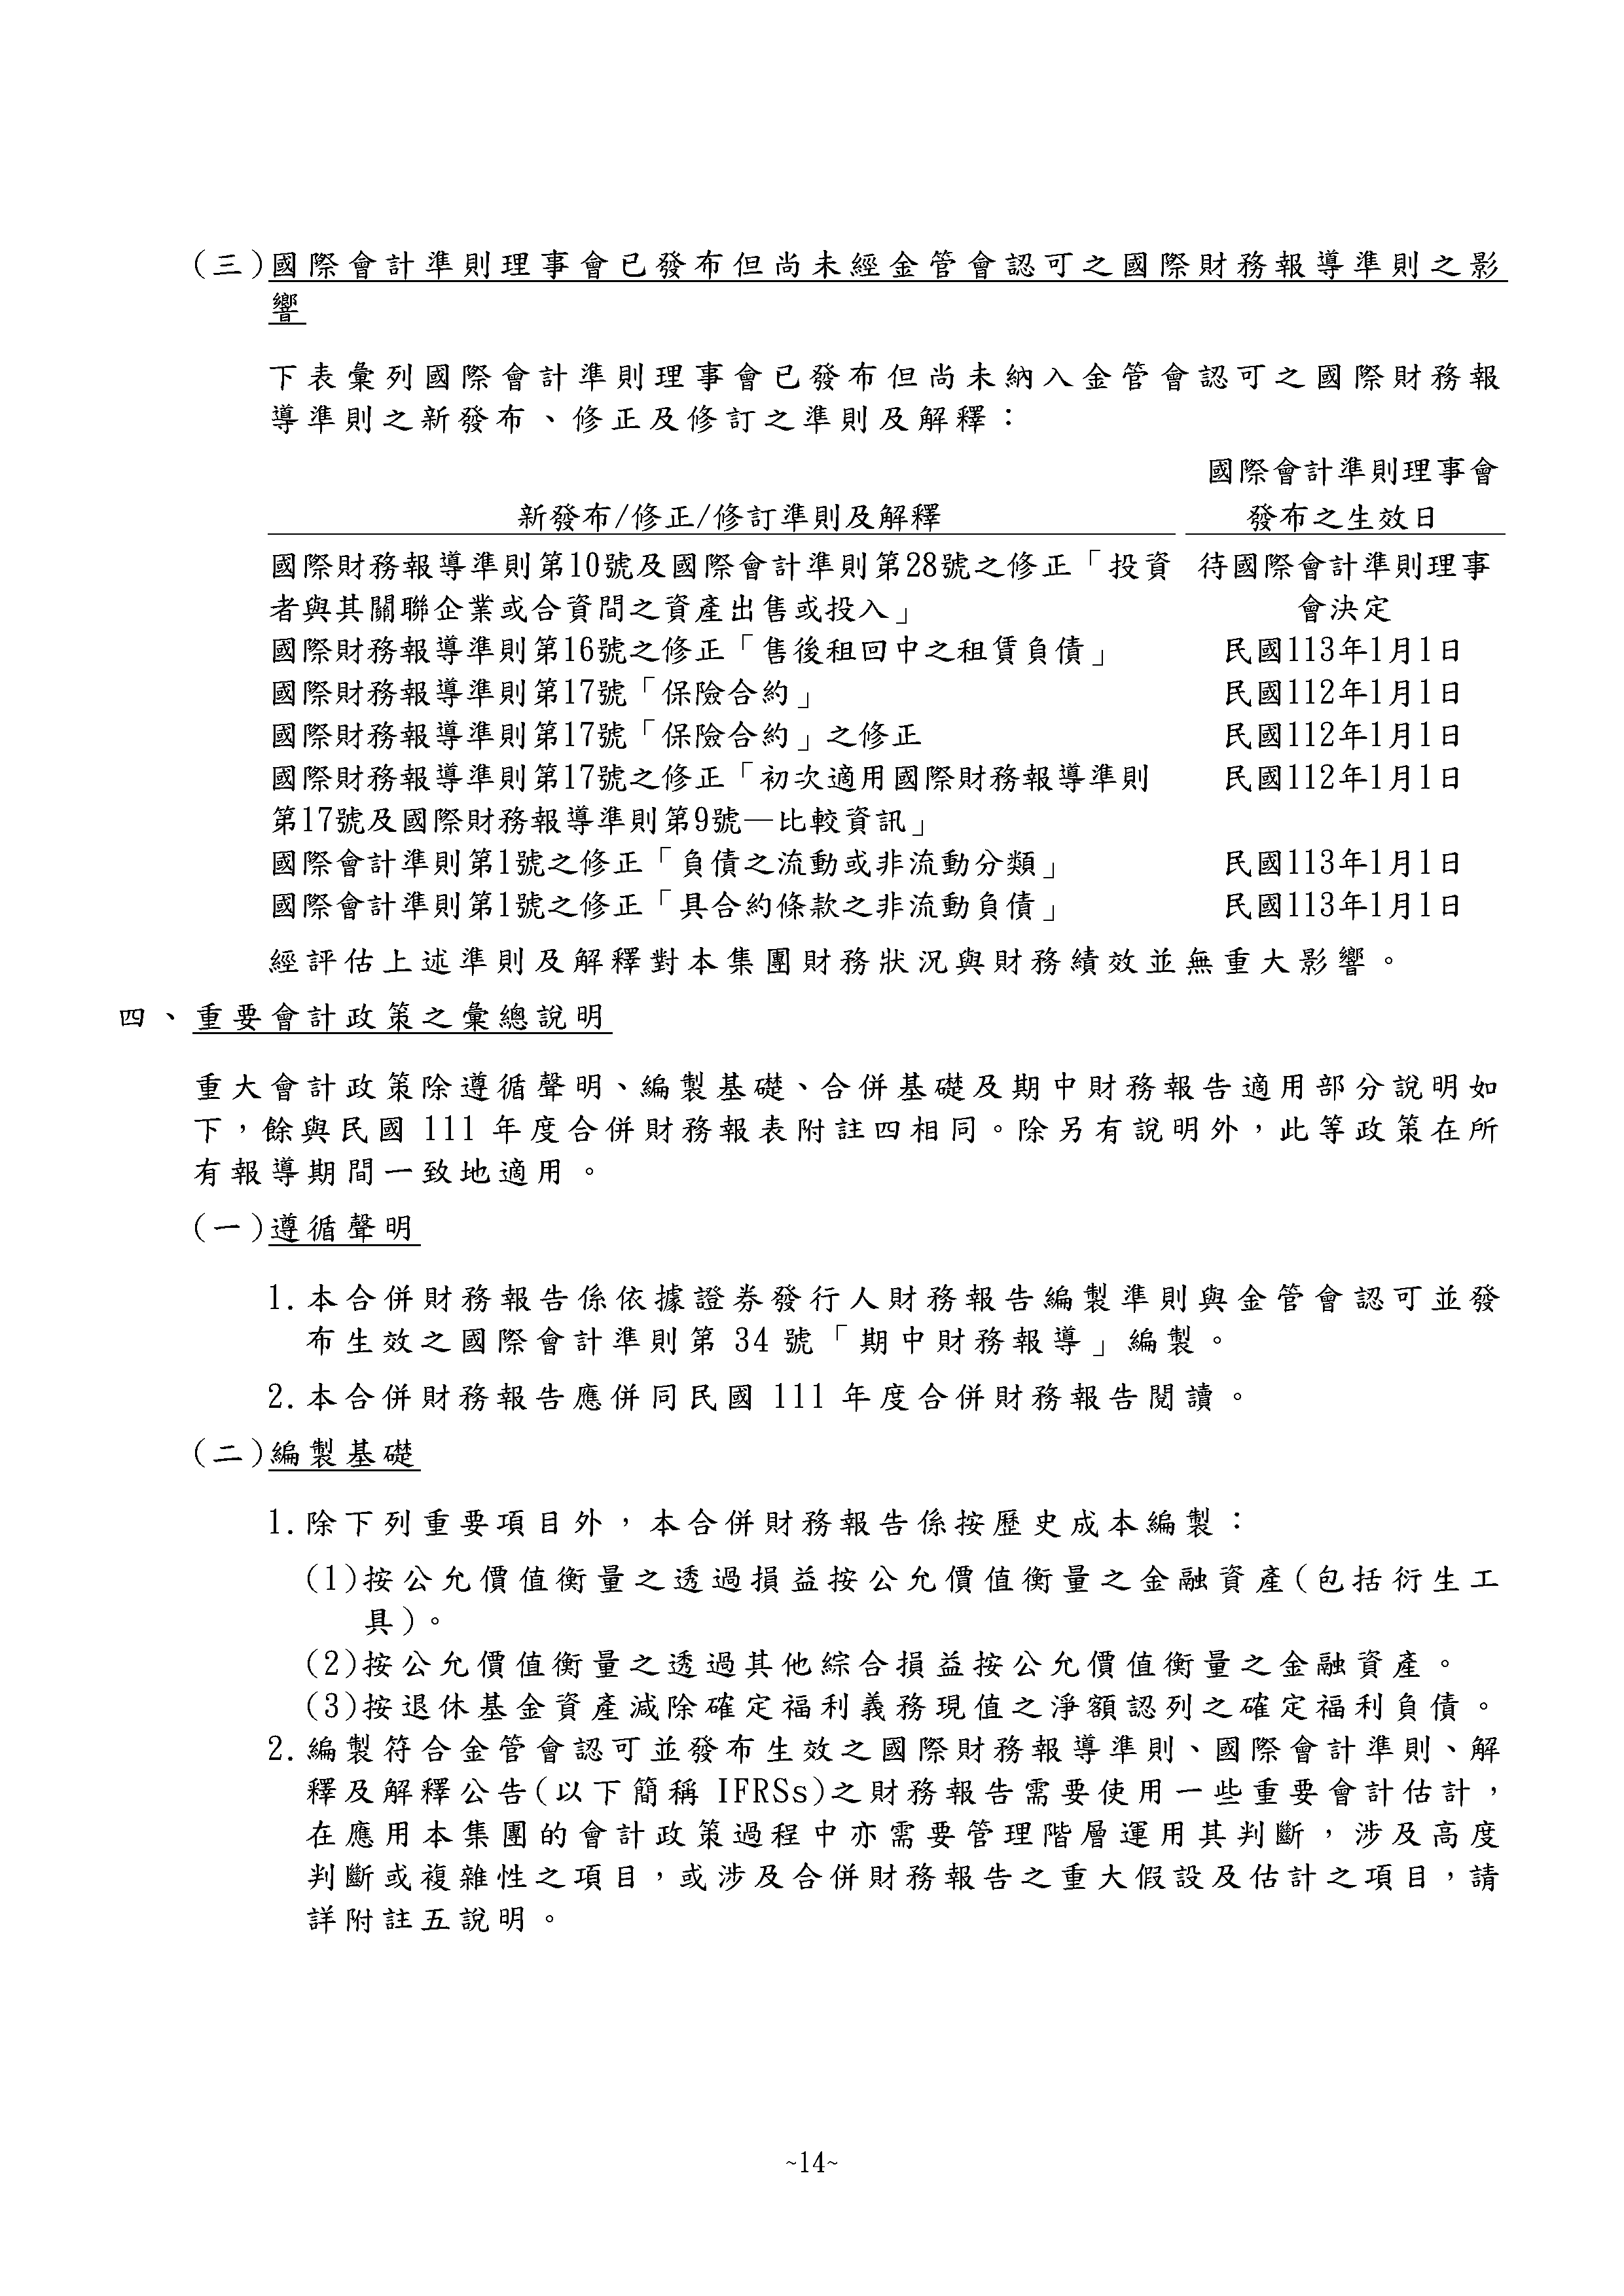 (三)國際會計準則理事會已發布但尚未經金管會認可之國際財務報導準則之影
響
下表彙列國際會計準則理事會已發布但尚未納入金管會認可之國際財務報
導準則之新發布、修正及修訂之準則及解釋：
國際會計準則理事會
新發布/修正/修訂準則及解釋 發布之生效日
國際財務報導準則第10號及國際會計準則第28號之修正「投資 待國際會計準則理事
者與其關聯企業或合資間之資產出售或投入」 會決定
國際財務報導準則第16號之修正「售後租回中之租賃負債」 民國113年1月1日
國際財務報導準則第17號「保險合約」 民國112年1月1日
國際財務報導準則第17號「保險合約」之修正 民國112年1月1日
國際財務報導準則第17號之修正「初次適用國際財務報導準則 民國112年1月1日
第17號及國際財務報導準則第9號—比較資訊」
國際會計準則第1號之修正「負債之流動或非流動分類」 民國113年1月1日
國際會計準則第1號之修正「具合約條款之非流動負債」 民國113年1月1日
經評估上述準則及解釋對本集團財務狀況與財務績效並無重大影響。
四、重要會計政策之彙總說明
重大會計政策除遵循聲明、編製基礎、合併基礎及期中財務報告適用部分說明如
下，餘與民國 111 年度合併財務報表附註四相同。除另有說明外，此等政策在所
有報導期間一致地適用。
(一)遵循聲明
1.本合併財務報告係依據證券發行人財務報告編製準則與金管會認可並發
布生效之國際會計準則第 34 號「期中財務報導」編製。
2.本合併財務報告應併同民國 111 年度合併財務報告閱讀。
(二)編製基礎
1.除下列重要項目外，本合併財務報告係按歷史成本編製：
(1)按公允價值衡量之透過損益按公允價值衡量之金融資產(包括衍生工
具)。
(2)按公允價值衡量之透過其他綜合損益按公允價值衡量之金融資產。
(3)按退休基金資產減除確定福利義務現值之淨額認列之確定福利負債。
2.編製符合金管會認可並發布生效之國際財務報導準則、國際會計準則、解
釋及解釋公告(以下簡稱 IFRSs)之財務報告需要使用一些重要會計估計，
在應用本集團的會計政策過程中亦需要管理階層運用其判斷，涉及高度
判斷或複雜性之項目，或涉及合併財務報告之重大假設及估計之項目，請
詳附註五說明。
~14~